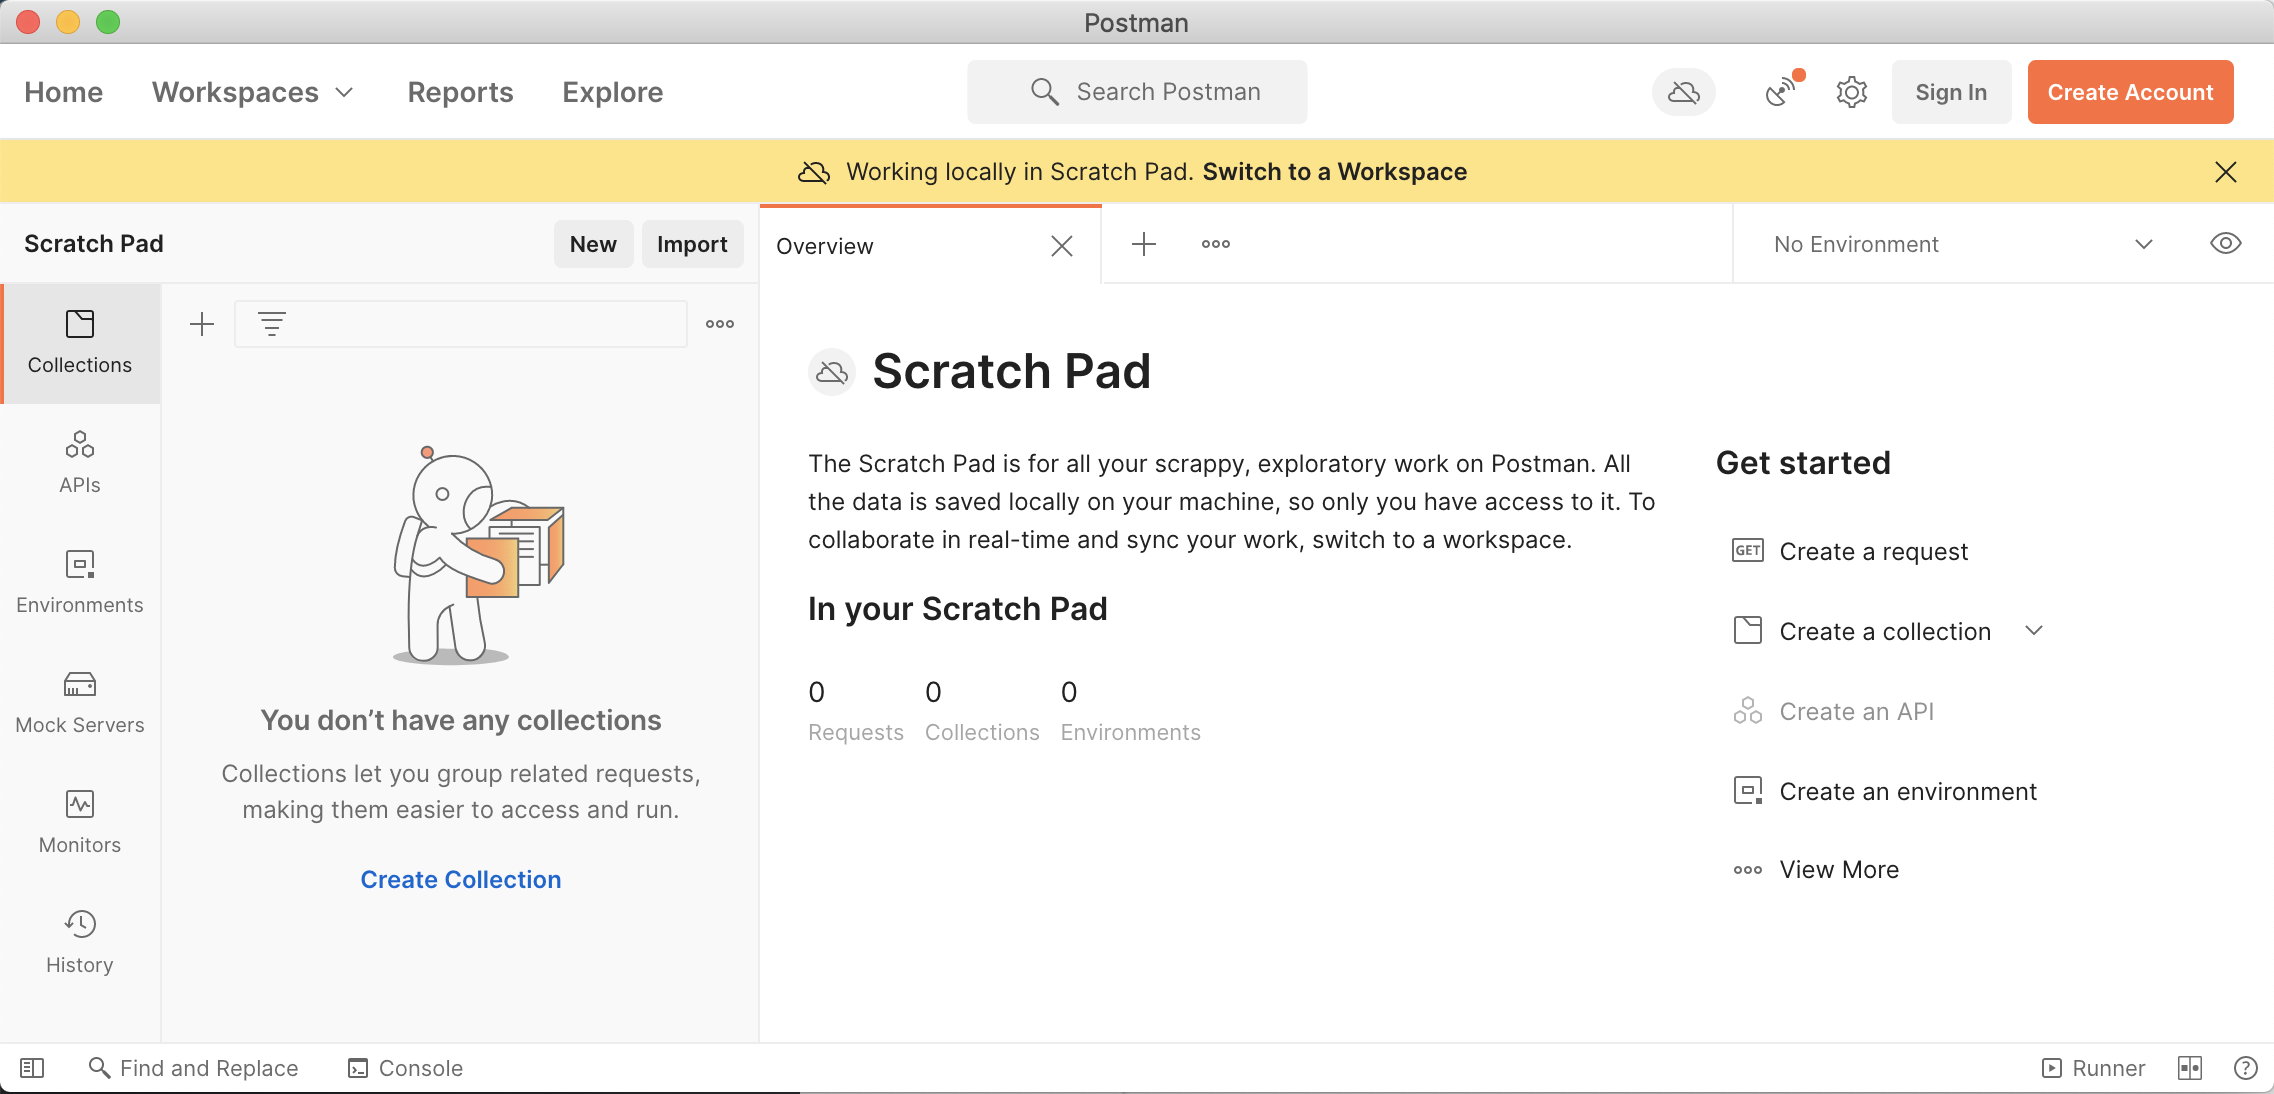 Postman
Home Workspaces Reports Explore Search Postman Sign In Create Account
Working locally in Scratch Pad. Switch to a Workspace
Scratch Pad New Import
Overview
No Environment
Collections
APIs
Environments
Mock Servers
Monitors
History
You don’t have any collections
Collections let you group related requests,
making them easier to access and run.
Create Collection
Scratch Pad
The Scratch Pad is for all your scrappy, exploratory work on Postman. All
the data is saved locally on your machine, so only you have access to it. To
collaborate in real-time and sync your work, switch to a workspace.
In your Scratch Pad
0 0 0
Requests Collections Environments
Get started
GET Create a request
Create a collection
Create an API
Create an environment
View More
Find and Replace Console Runner